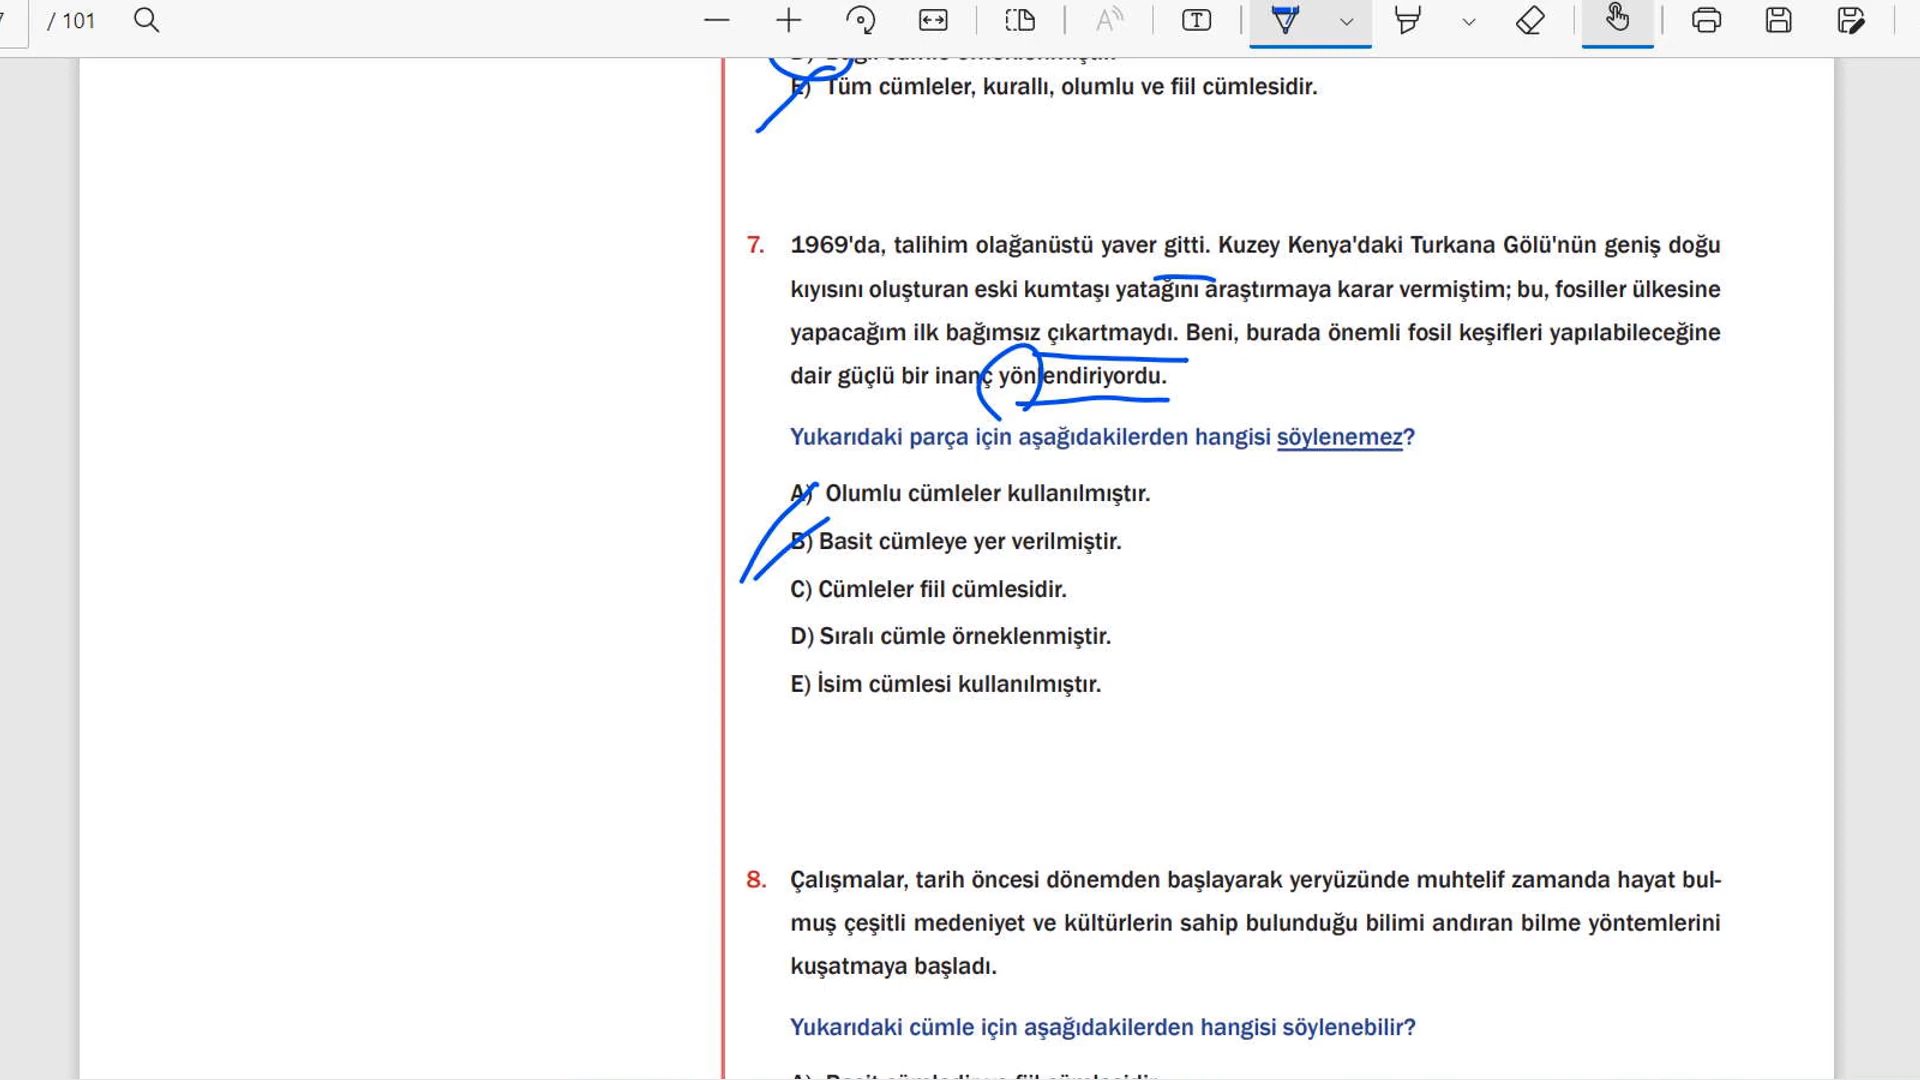 / 101
E) Tüm cümleler, kurallı, olumlu ve fiil cümlesidir.
7. 1969'da, talihim olağanüstü yaver gitti. Kuzey Kenya'daki Turkana Gölü'nün geniş doğu
kıyısını oluşturan eski kumtaşı yatağını araştırmaya karar vermiştim; bu, fosiller ülkesine
yapacağım ilk bağımsız çıkartmaydı. Beni, burada önemli fosil keşifleri yapılabileceğine
dair güçlü bir inanç yönlendiriyordu.
Yukarıdaki parça için aşağıdakilerden hangisi söylenemez?
A) Olumlu cümleler kullanılmıştır.
B) Basit cümleye yer verilmiştir.
C) Cümleler fiil cümlesidir.
D) Sıralı cümle örneklenmiştir.
E) İsim cümlesi kullanılmıştır.
8. Çalışmalar, tarih öncesi dönemden başlayarak yeryüzünde muhtelif zamanda hayat bul-
muş çeşitli medeniyet ve kültürlerin sahip bulunduğu bilimi andıran bilme yöntemlerini
kuşatmaya başladı.
Yukarıdaki cümle için aşağıdakilerden hangisi söylenebilir?